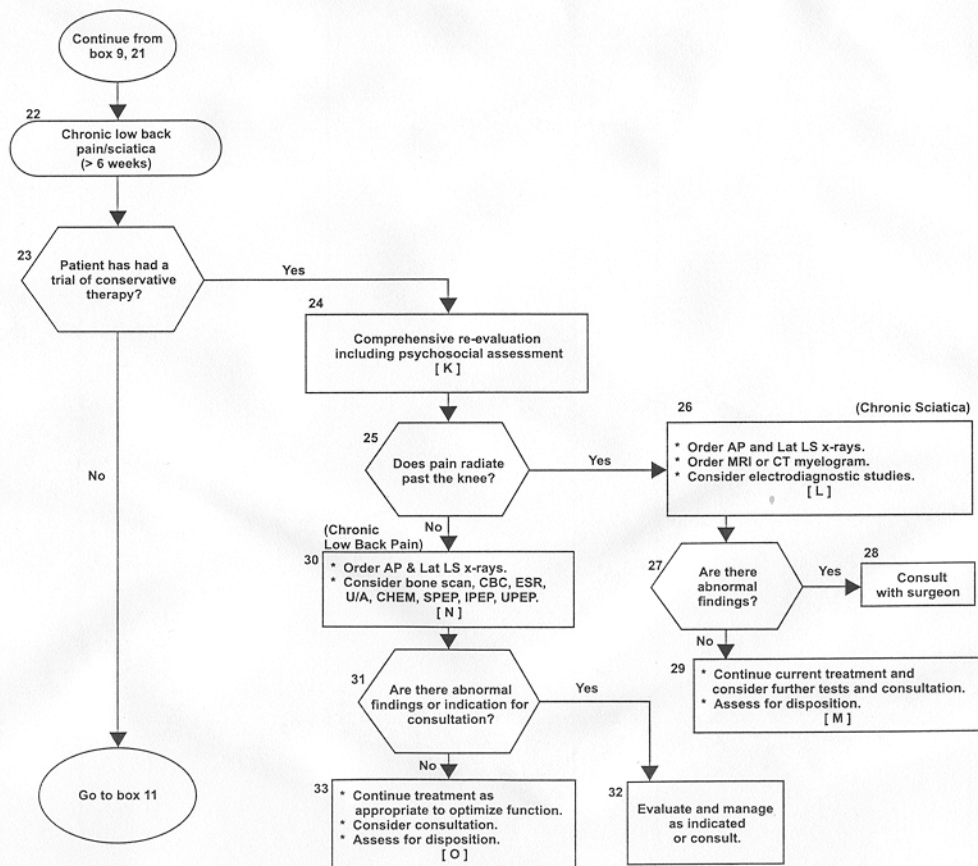 Continue from
box 9, 21
22
Chronic low back
pain/sciatica
(> 6 weeks)
23
Patient has had a
trial of conservative
therapy?
Yes
No
24
Comprehensive re-evaluation
including psychosocial assessment
[ K ]
25
Does pain radiate
past the knee?
Yes
No
26
(Chronic Sciatica)
* Order AP and Lat LS x-rays.
* Order MRI or CT myelogram.
* Consider electrodiagnostic studies.
[ L ]
27
Are there
abnormal
findings?
Yes
28
Consult
with surgeon
No
29
* Continue current treatment and
consider further tests and consultation.
* Assess for disposition.
[ M ]
(Chronic
Low Back Pain)
30
* Order AP & Lat LS x-rays.
* Consider bone scan, CBC, ESR,
U/A, CHEM, SPEP, IPEP, UPEP.
[ N ]
31
Are there abnormal
findings or indication for
consultation?
Yes
No
32
Evaluate and manage
as indicated
or consult.
33
* Continue treatment as
appropriate to optimize function.
* Consider consultation.
* Assess for disposition.
[ O ]
Go to box 11